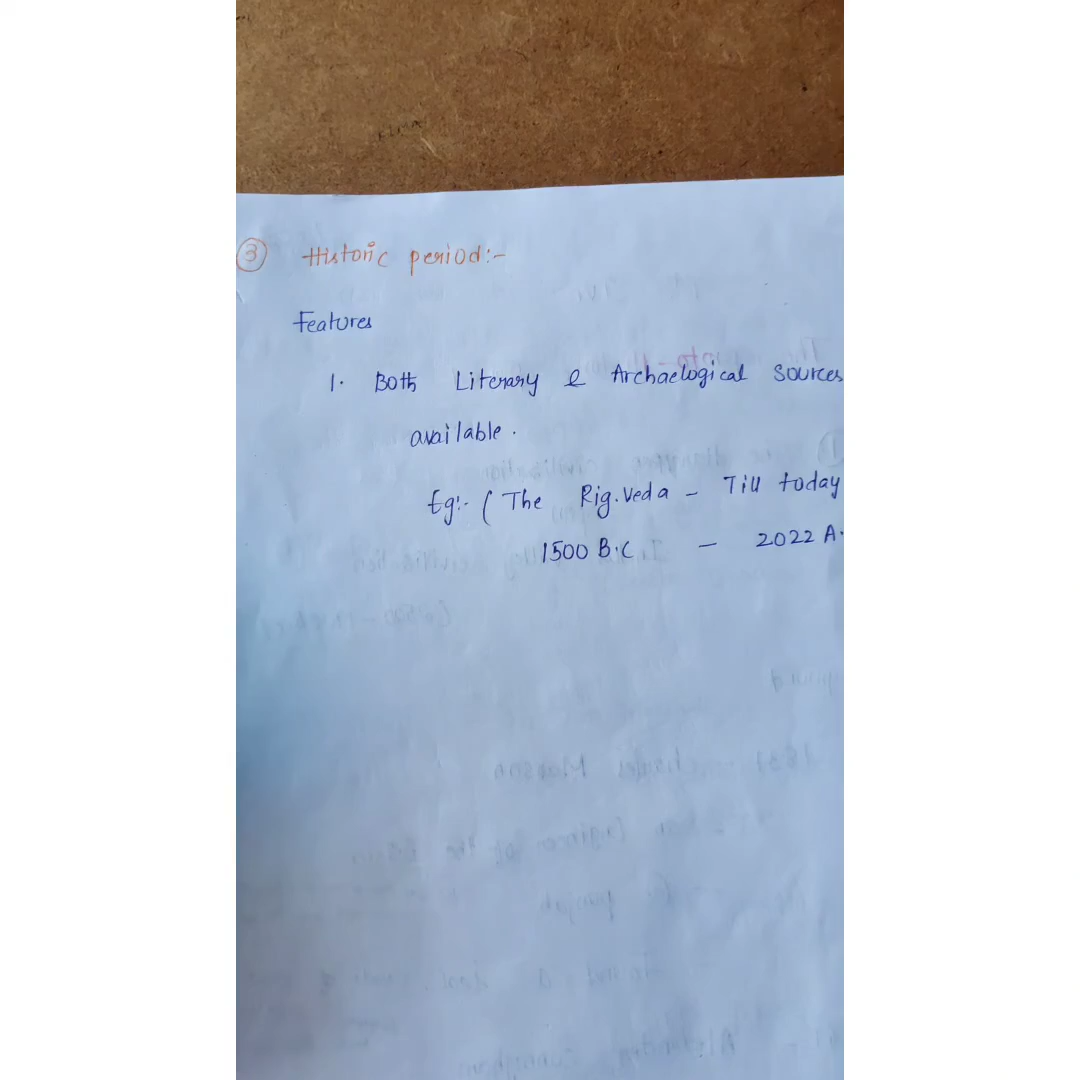 ③ Historic period:-
Features
1. Both Literary & Archaelogical sources
available.
Eg:- ( The Rig.Veda - Till today
1500 B.C - 2022 A.